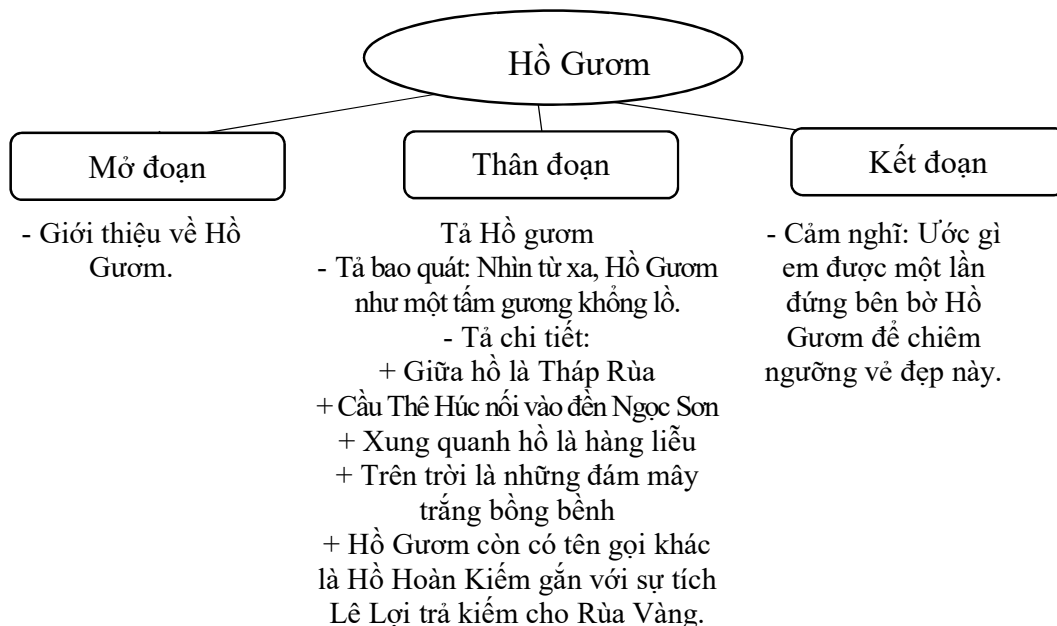 Hồ Gươm
Mở đoạn
- Giới thiệu về Hồ
Gươm.
Thân đoạn
Tả Hồ gươm
- Tả bao quát: Nhìn từ xa, Hồ Gươm
như một tấm gương khổng lồ.
- Tả chi tiết:
+ Giữa hồ là Tháp Rùa
+ Cầu Thê Húc nối vào đền Ngọc Sơn
+ Xung quanh hồ là hàng liễu
+ Trên trời là những đám mây
trắng bồng bềnh
+ Hồ Gươm còn có tên gọi khác
là Hồ Hoàn Kiếm gắn với sự tích
Lê Lợi trả kiếm cho Rùa Vàng.
Kết đoạn
- Cảm nghĩ: Ước gì
em được một lần
đứng bên bờ Hồ
Gươm để chiêm
ngưỡng vẻ đẹp này.